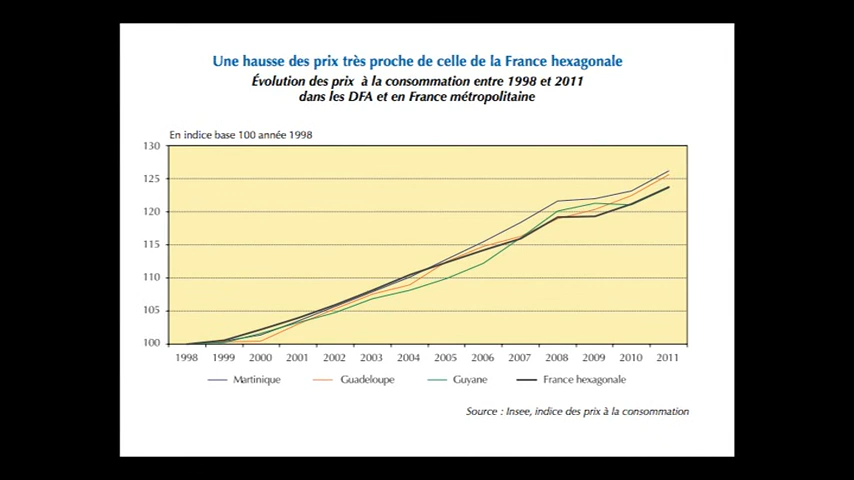 Une hausse des prix très proche de celle de la France hexagonale
Évolution des prix à la consommation entre 1998 et 2011
dans les DFA et en France métropolitaine
En indice base 100 année 1998
130
125
120
115
110
105
100
1998 1999 2000 2001 2002 2003 2004 2005 2006 2007 2008 2009 2010 2011
Martinique Guadeloupe Guyane France hexagonale
Source : Insee, indice des prix à la consommation